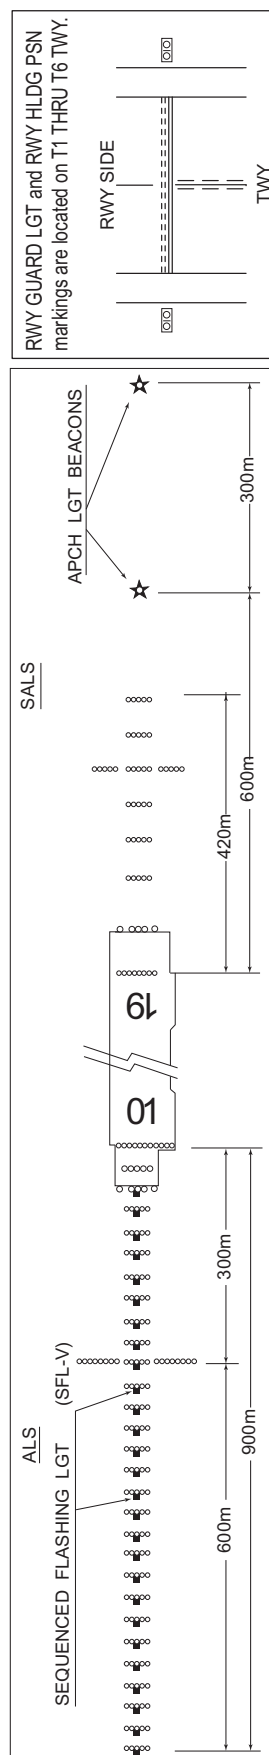 RWY GUARD LGT and RWY HLDG PSN
markings are located on T1 THRU T6 TWY.
RWY SIDE
TWY
APCH LGT BEACONS
300m
SALS
600m
420m
19
01
300m
900m
600m
ALS
SEQUENCED FLASHING LGT (SFL-V)